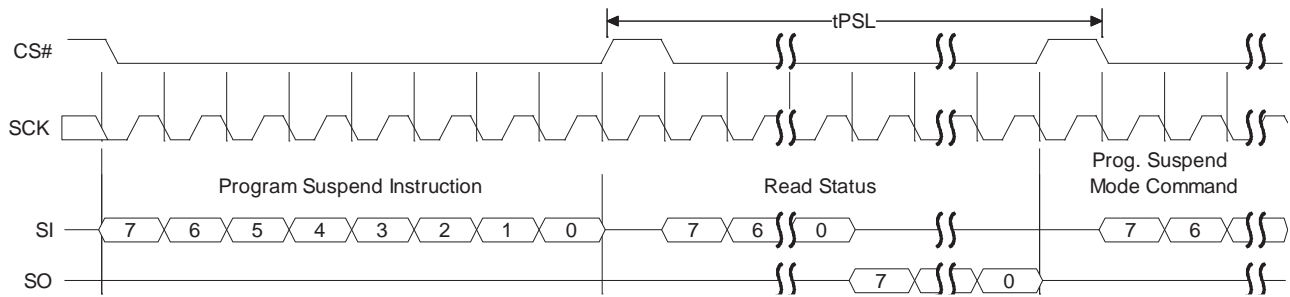 tPSL
CS#
SCK
Prog. Suspend
Program Suspend Instruction Read Status Mode Command
SI 7 6 5 4 3 2 1 0 7 6 0 7 6
SO 7 0